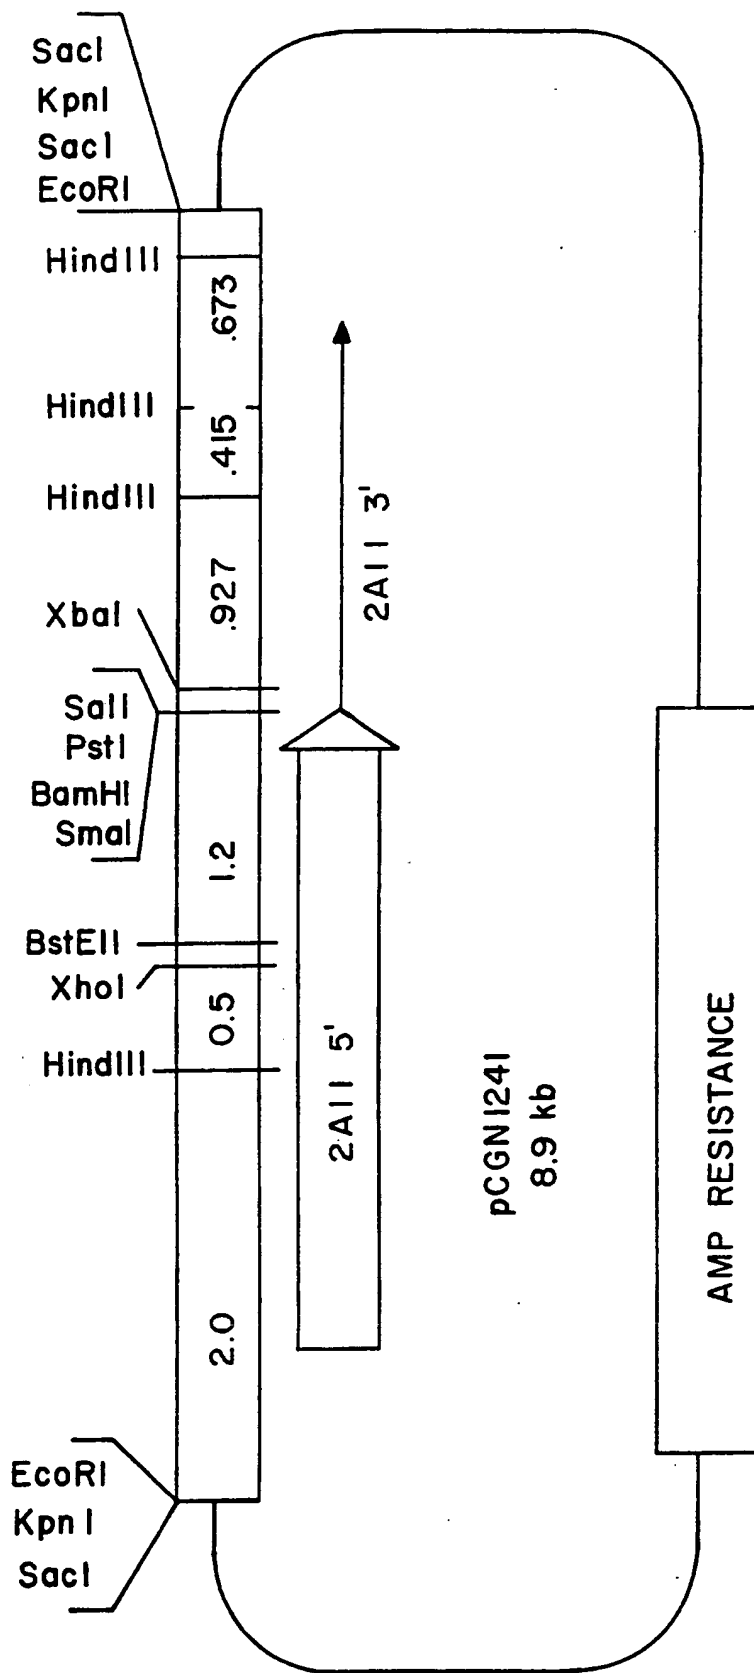 SacI
KpnI
SacI
EcoRI
HindIII
.673
HindIII
.415
HindIII
2A11 3'
.927
XbaI
SalI
PstI
BamHI
SmaI
1.2
BstEII
XhoI
0.5
HindIII
2A11 5'
pCGN1241
8.9 kb
AMP RESISTANCE
2.0
EcoRI
KpnI
SacI